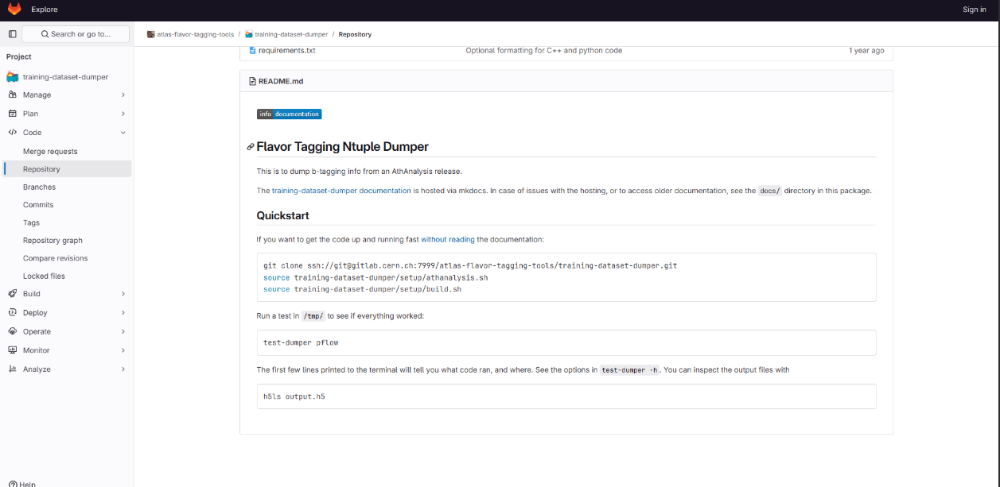 Explore
Sign in
Search or go to...
atlas-flavor-tagging-tools / training-dataset-dumper / Repository
Project
training-dataset-dumper
Manage
Plan
Code
Merge requests
Repository
Branches
Commits
Tags
Repository graph
Compare revisions
Locked files
Build
Deploy
Operate
Monitor
Analyze
Help
requirements.txt Optional formatting for C++ and python code 1 year ago
README.md
info documentation
Flavor Tagging Ntuple Dumper
This is to dump b-tagging info from an AthAnalysis release.
The training-dataset-dumper documentation is hosted via mkdocs. In case of issues with the hosting, or to access older documentation, see the docs/ directory in this package.
Quickstart
If you want to get the code up and running fast without reading the documentation:
git clone ssh://git@gitlab.cern.ch:7999/atlas-flavor-tagging-tools/training-dataset-dumper.git
source training-dataset-dumper/setup/athanalysis.sh
source training-dataset-dumper/setup/build.sh
Run a test in /tmp/ to see if everything worked:
test-dumper pflow
The first few lines printed to the terminal will tell you what code ran, and where. See the options in test-dumper -h. You can inspect the output files with
h5ls output.h5